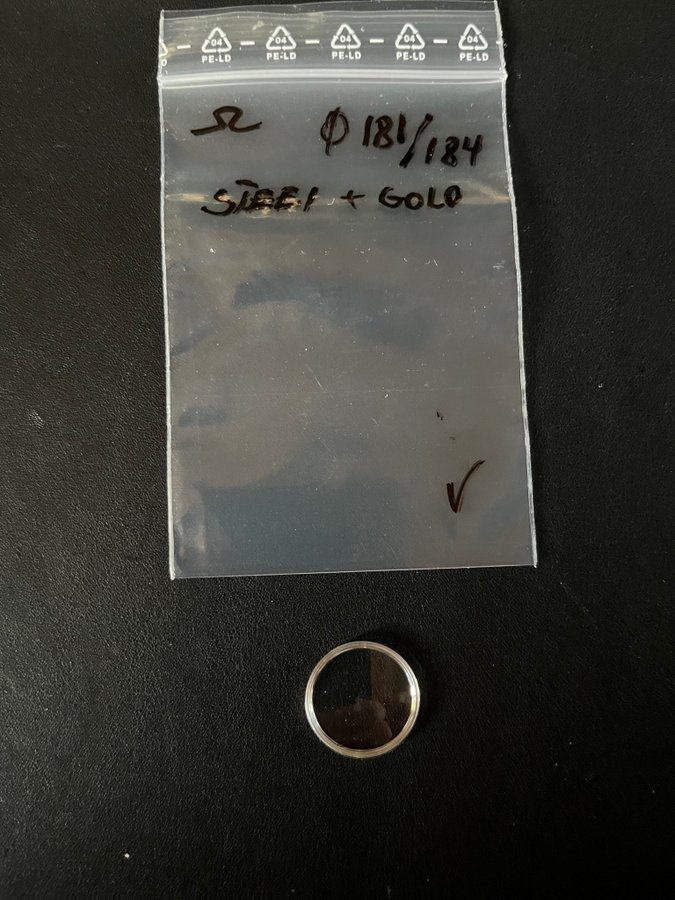 04 04 04 04 04
PE-LD PE-LD PE-LD PE-LD PE-LD
Ω Φ 181/184
STEEL + GOLD